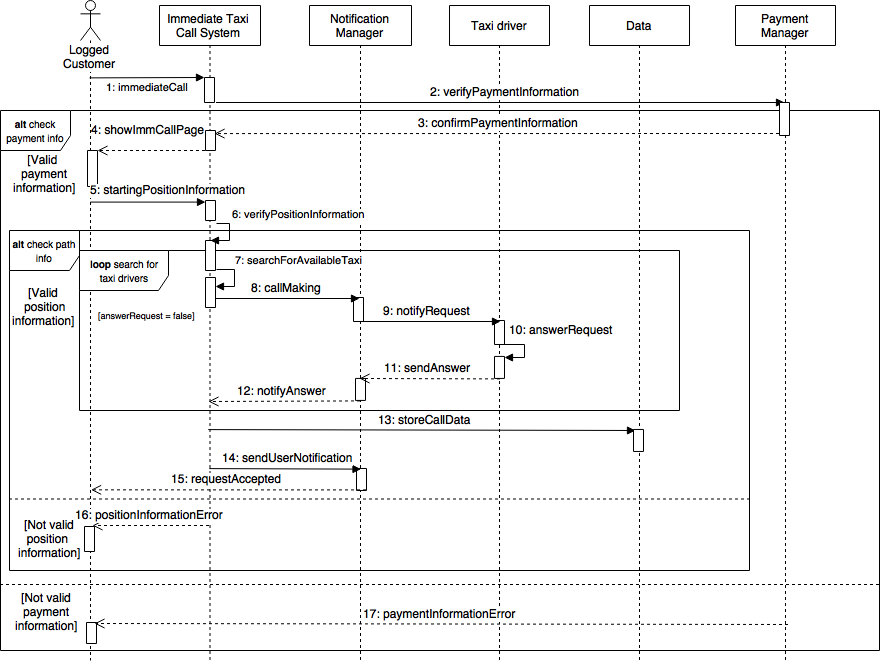 Logged
Customer
Immediate Taxi
Call System
Notification
Manager
Taxi driver
Data
Payment
Manager
1: immediateCall
2: verifyPaymentInformation
alt check
payment info
3: confirmPaymentInformation
4: showImmCallPage
[Valid
payment
information]
5: startingPositionInformation
6: verifyPositionInformation
alt check path
info
loop search for
taxi drivers
7: searchForAvailableTaxi
[Valid
position
information]
8: callMaking
[answerRequest = false]
9: notifyRequest
10: answerRequest
11: sendAnswer
12: notifyAnswer
13: storeCallData
14: sendUserNotification
15: requestAccepted
16: positionInformationError
[Not valid
position
information]
[Not valid
payment
information]
17: paymentInformationError